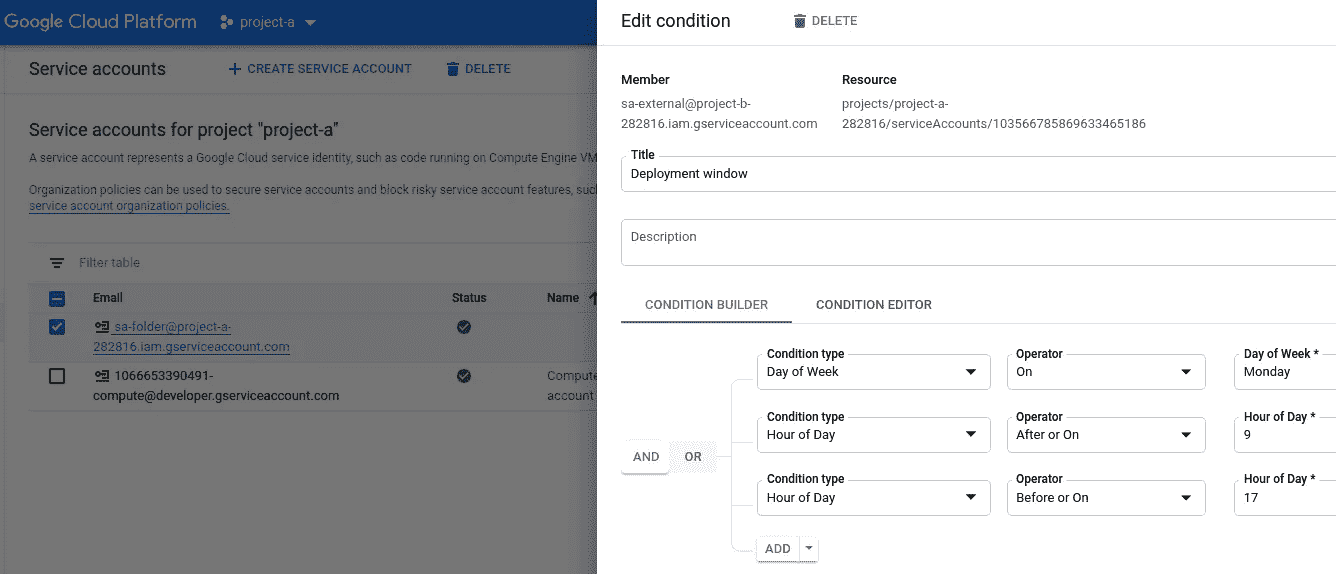 Google Cloud Platform
project-a
Service accounts
CREATE SERVICE ACCOUNT
DELETE
Service accounts for project "project-a"
A service account represents a Google Cloud service identity, such as code running on Compute Engine VM
Organization policies can be used to secure service accounts and block risky service account features, suc
service account organization policies.
Filter table
Email
Status
Name
sa-folder@project-a-
282816.iam.gserviceaccount.com
1066653390491-
compute@developer.gserviceaccount.com
Compute
account
Edit condition
DELETE
Member
Resource
sa-external@project-b-
282816.iam.gserviceaccount.com
projects/project-a-
282816/serviceAccounts/103566785869633465186
Title
Deployment window
Description
CONDITION BUILDER
CONDITION EDITOR
AND
OR
Condition type
Day of Week
Operator
On
Day of Week *
Monday
Condition type
Hour of Day
Operator
After or On
Hour of Day *
9
Condition type
Hour of Day
Operator
Before or On
Hour of Day *
17
ADD